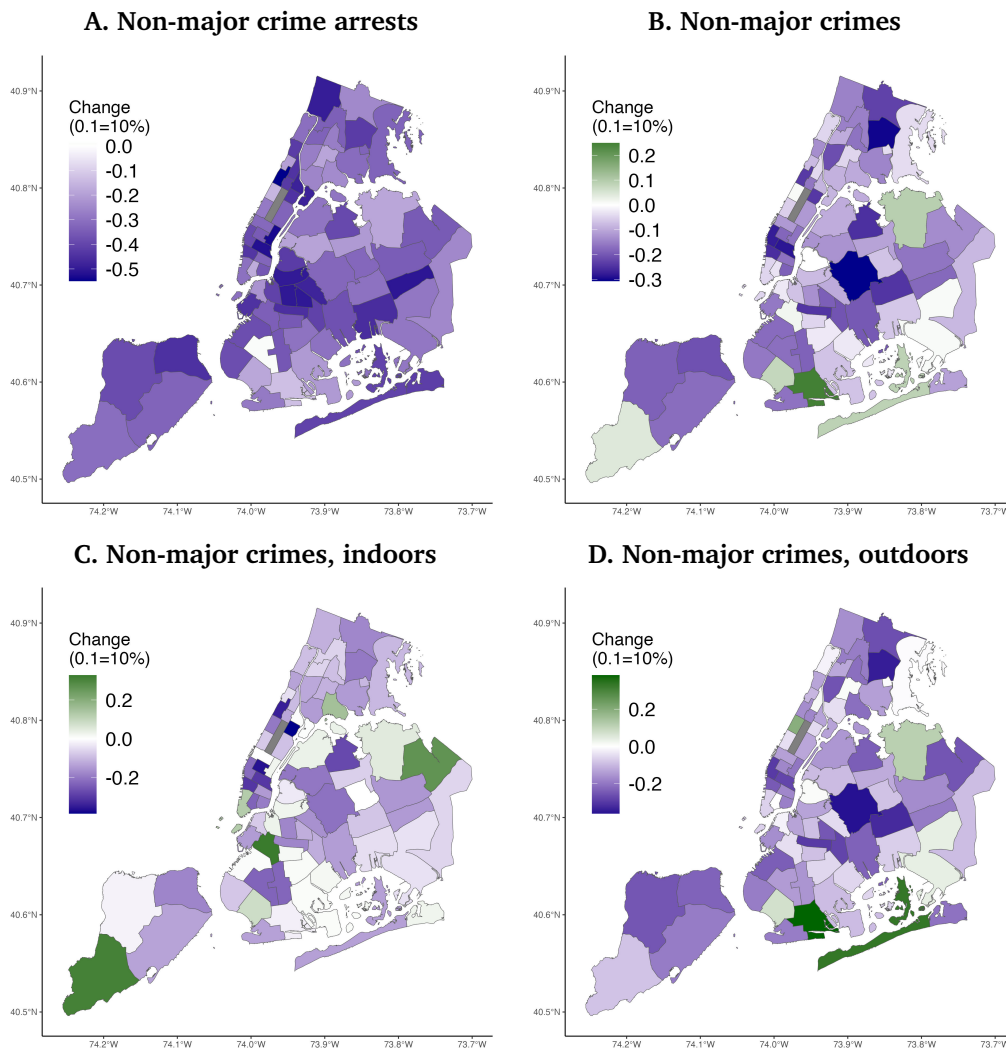 A. Non-major crime arrests
40.9°N
40.8°N
40.7°N
40.6°N
40.5°N
Change
(0.1=10%)
0.0
-0.1
-0.2
-0.3
-0.4
-0.5
74.2°W 74.1°W 74.0°W 73.9°W 73.8°W 73.7°W
B. Non-major crimes
40.9°N
40.8°N
40.7°N
40.6°N
40.5°N
Change
(0.1=10%)
0.2
0.1
0.0
-0.1
-0.2
-0.3
74.2°W 74.1°W 74.0°W 73.9°W 73.8°W 73.7°W
C. Non-major crimes, indoors
40.9°N
40.8°N
40.7°N
40.6°N
40.5°N
Change
(0.1=10%)
0.2
0.0
-0.2
74.2°W 74.1°W 74.0°W 73.9°W 73.8°W 73.7°W
D. Non-major crimes, outdoors
40.9°N
40.8°N
40.7°N
40.6°N
40.5°N
Change
(0.1=10%)
0.2
0.0
-0.2
74.2°W 74.1°W 74.0°W 73.9°W 73.8°W 73.7°W